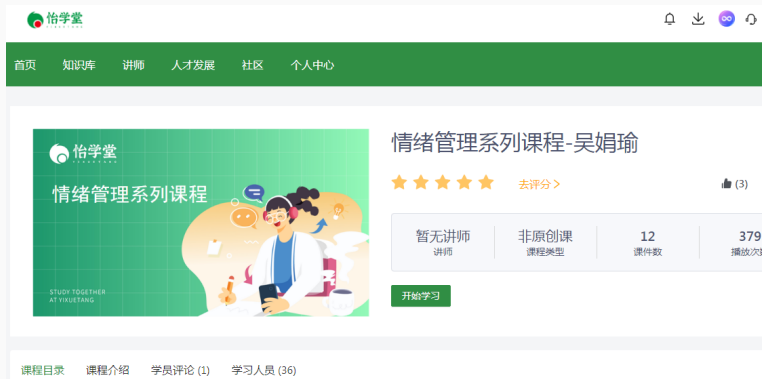 怡学堂
首页 知识库 讲师 人才发展 社区 个人中心
怡学堂
情绪管理系列课程
STUDY TOGETHER
AT YIXUETANG
情绪管理系列课程-吴娟瑜
去评分
(3)
暂无讲师 非原创课 12 379
讲师 课程类型 课件数 播放次
开始学习
课程目录 课程介绍 学员评论 (1) 学习人员 (36)